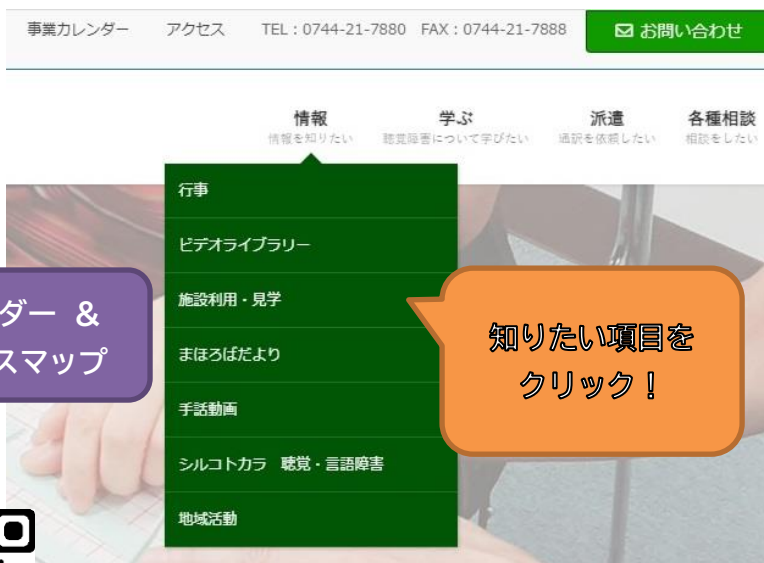 事業カレンダー アクセス TEL：0744-21-7880 FAX：0744-21-7888 お問い合わせ
情報 学ぶ 派遣 各種相談
情報を知りたい 聴覚障害について学びたい 通訳を依頼したい 相談をしたい
行事
ビデオライブラリー
施設利用・見学
まほろばだより
手話動画
シルコトカラ 聴覚・言語障害
地域活動
ダー ＆
スマップ
知りたい項目を
クリック！